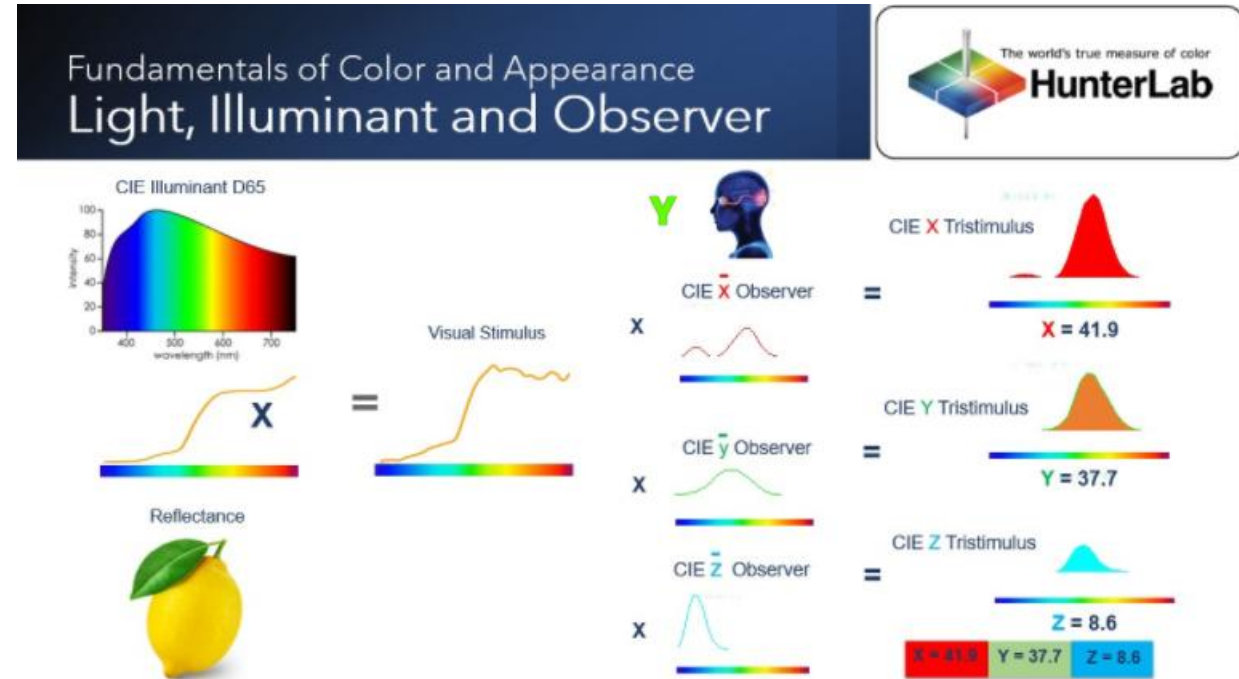 Fundamentals of Color and Appearance
Light, Illuminant and Observer
The world's true measure of color
HunterLab
CIE Illuminant D65
100
80
60
40
20
0
intensity
400 500 600 700
wavelength (nm)
X
Reflectance
=
Visual Stimulus
Y
X
CIE x̄ Observer
=
CIE X Tristimulus
X = 41.9
X
CIE ȳ Observer
=
CIE Y Tristimulus
Y = 37.7
X
CIE z̄ Observer
=
CIE Z Tristimulus
Z = 8.6
X = 41.9 Y = 37.7 Z = 8.6